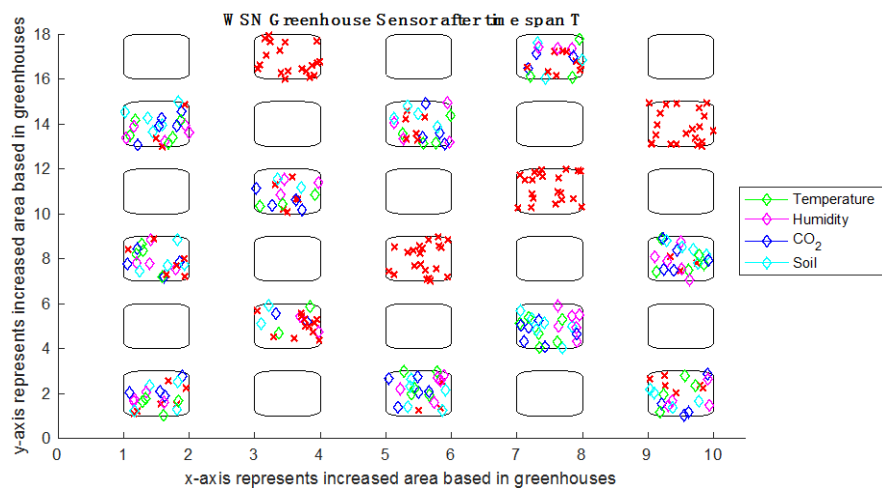 WSN Greenhouse Sensor after time span T
y-axis represents increased area based in greenhouses
18
16
14
12
10
8
6
4
2
0
0 1 2 3 4 5 6 7 8 9 10
x-axis represents increased area based in greenhouses
Temperature
Humidity
CO2
Soil